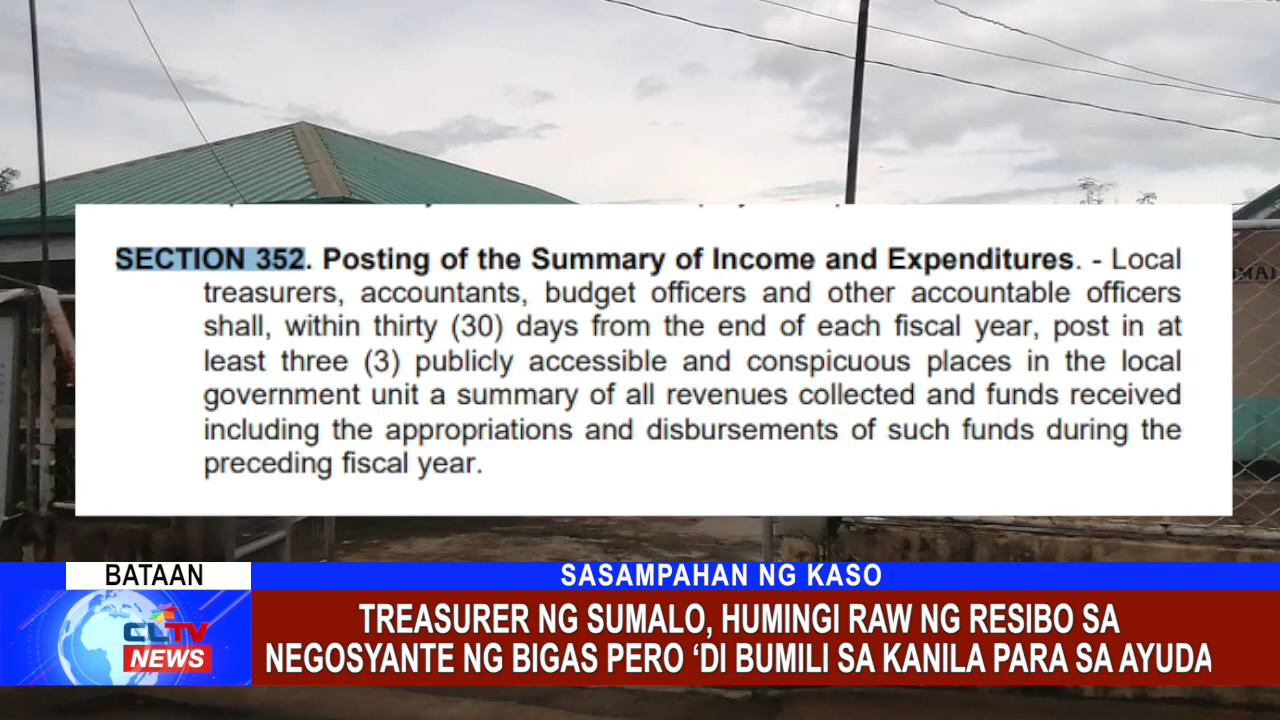 SECTION 352. Posting of the Summary of Income and Expenditures. - Local
treasurers, accountants, budget officers and other accountable officers
shall, within thirty (30) days from the end of each fiscal year, post in at
least three (3) publicly accessible and conspicuous places in the local
government unit a summary of all revenues collected and funds received
including the appropriations and disbursements of such funds during the
preceding fiscal year.
BATAAN
SASAMPAHAN NG KASO
CLTV
NEWS
TREASURER NG SUMALO, HUMINGI RAW NG RESIBO SA
NEGOSYANTE NG BIGAS PERO ‘DI BUMILI SA KANILA PARA SA AYUDA